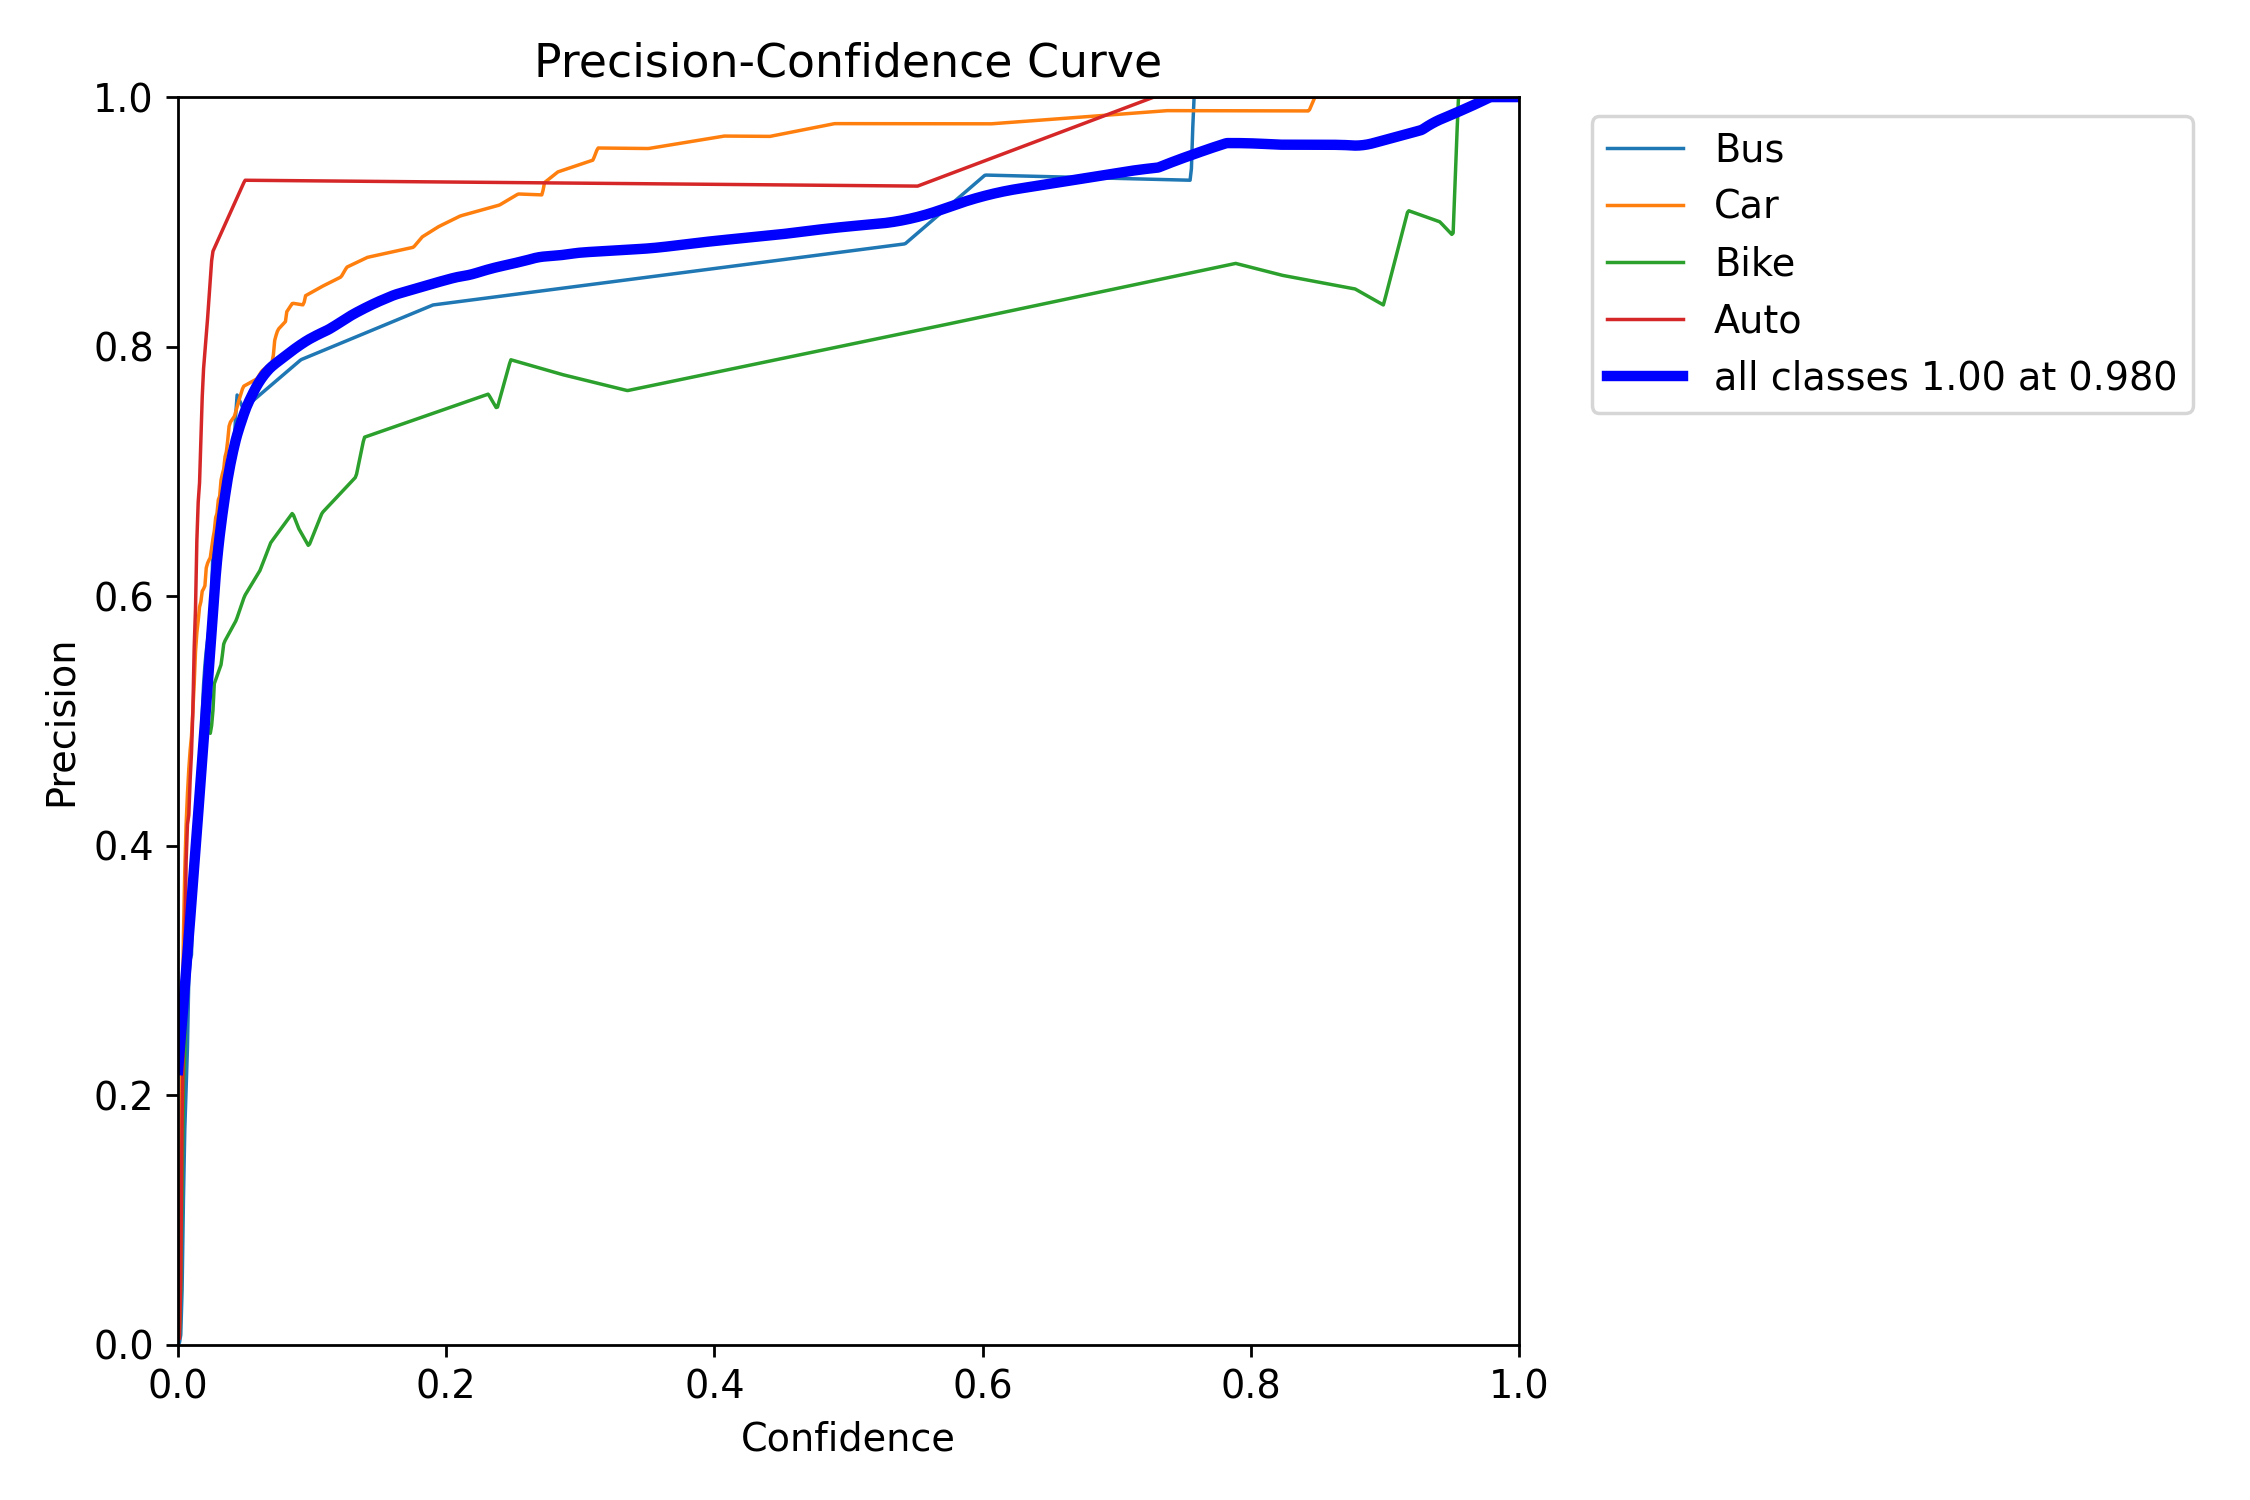 Precision-Confidence Curve
1.0
0.8
0.6
0.4
0.2
0.0
Precision
0.0 0.2 0.4 0.6 0.8 1.0
Confidence
Bus
Car
Bike
Auto
all classes 1.00 at 0.980